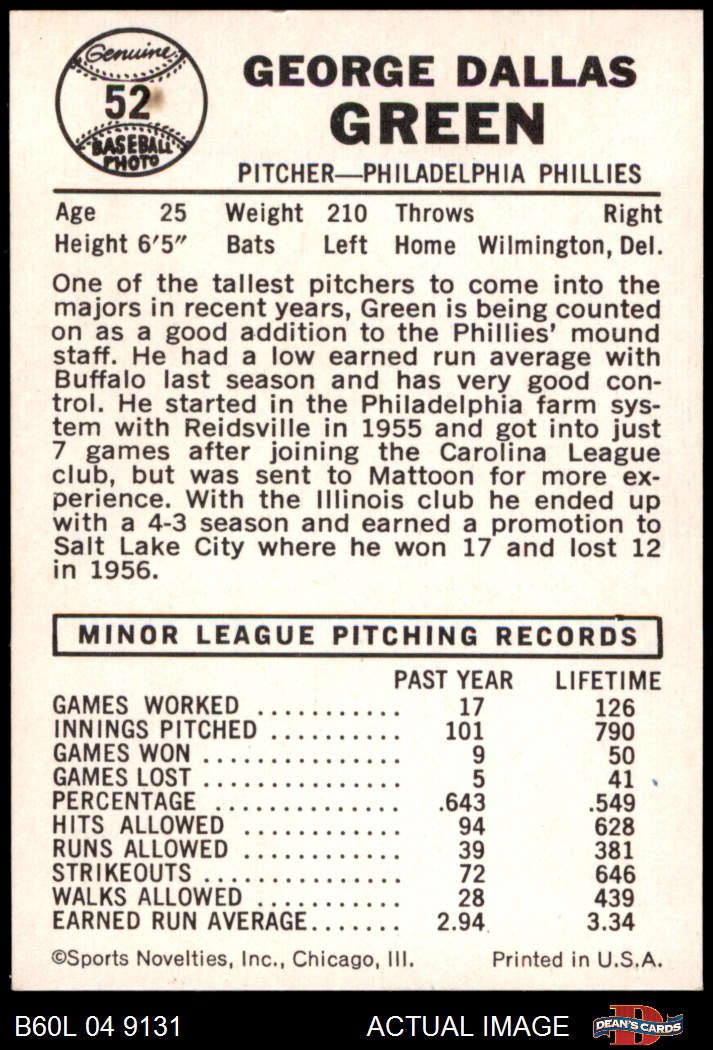 Genuine
52
BASEBALL
PHOTO
GEORGE DALLAS
GREEN
PITCHER—PHILADELPHIA PHILLIES
Age 25 Weight 210 Throws Right
Height 6'5" Bats Left Home Wilmington, Del.
One of the tallest pitchers to come into the
majors in recent years, Green is being counted
on as a good addition to the Phillies' mound
staff. He had a low earned run average with
Buffalo last season and has very good con-
trol. He started in the Philadelphia farm sys-
tem with Reidsville in 1955 and got into just
7 games after joining the Carolina League
club, but was sent to Mattoon for more ex-
perience. With the Illinois club he ended up
with a 4-3 season and earned a promotion to
Salt Lake City where he won 17 and lost 12
in 1956.
MINOR LEAGUE PITCHING RECORDS
PAST YEAR LIFETIME
GAMES WORKED ........... 17 126
INNINGS PITCHED .......... 101 790
GAMES WON ............... 9 50
GAMES LOST ............... 5 41
PERCENTAGE .............. .643 .549
HITS ALLOWED ............ 94 628
RUNS ALLOWED ............ 39 381
STRIKEOUTS ................ 72 646
WALKS ALLOWED ........... 28 439
EARNED RUN AVERAGE....... 2.94 3.34
©Sports Novelties, Inc., Chicago, Ill. Printed in U.S.A.
B60L 04 9131 ACTUAL IMAGE D DEAN'S CARDS